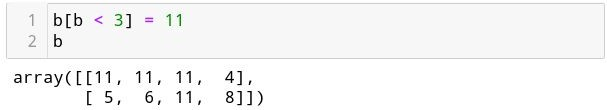 1 b[b < 3] = 11
2 b
array([[11, 11, 11,  4],
       [ 5,  6, 11,  8]])